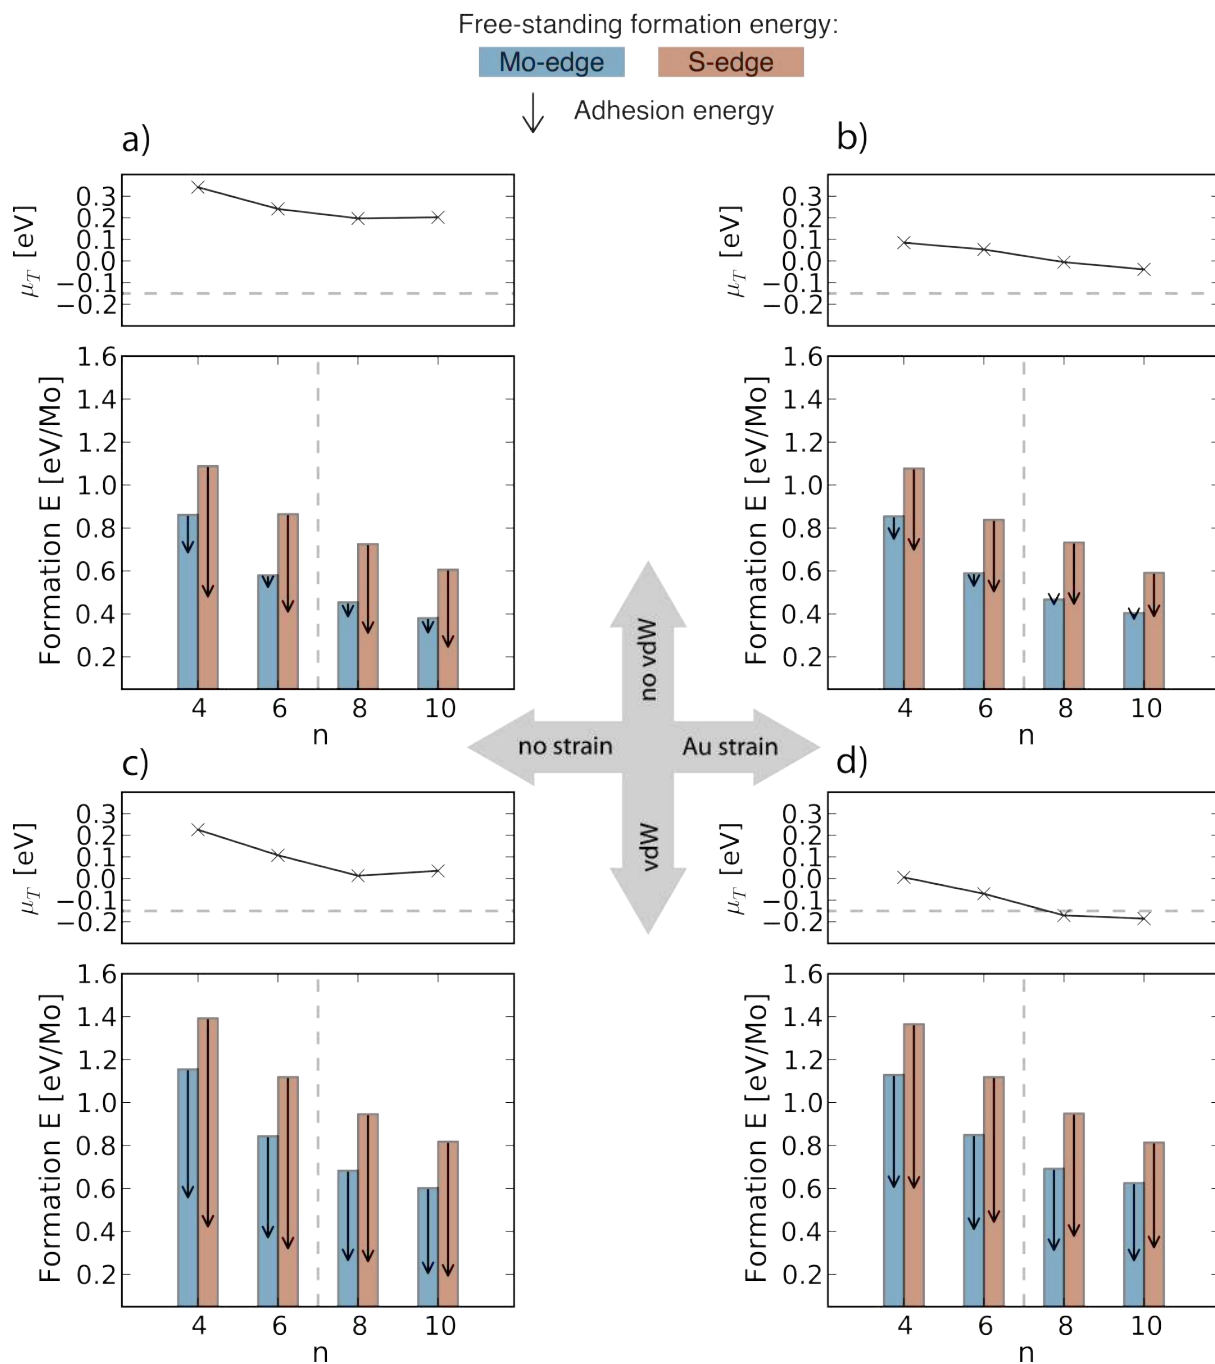 Free-standing formation energy:
Mo-edge S-edge
Adhesion energy
a)
0.3
0.2
0.1
0.0
−0.1
−0.2
μT [eV]
1.6
1.4
1.2
1.0
0.8
0.6
0.4
0.2
Formation E [eV/Mo]
4 6 8 10
n
b)
0.3
0.2
0.1
0.0
−0.1
−0.2
μT [eV]
1.6
1.4
1.2
1.0
0.8
0.6
0.4
0.2
Formation E [eV/Mo]
4 6 8 10
n
no vdW
no strain
Au strain
vdW
c)
0.3
0.2
0.1
0.0
−0.1
−0.2
μT [eV]
1.6
1.4
1.2
1.0
0.8
0.6
0.4
0.2
Formation E [eV/Mo]
4 6 8 10
n
d)
0.3
0.2
0.1
0.0
−0.1
−0.2
μT [eV]
1.6
1.4
1.2
1.0
0.8
0.6
0.4
0.2
Formation E [eV/Mo]
4 6 8 10
n